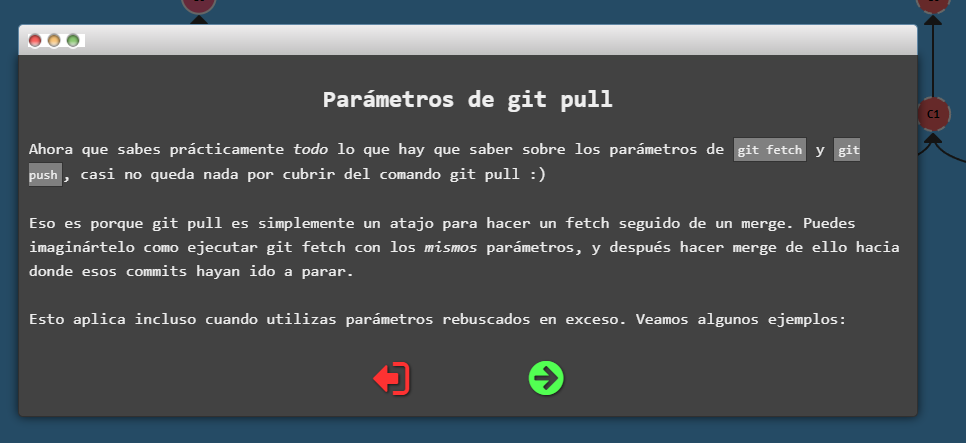 Parámetros de git pull
Ahora que sabes prácticamente todo lo que hay que saber sobre los parámetros de git fetch y git
push, casi no queda nada por cubrir del comando git pull :)
Eso es porque git pull es simplemente un atajo para hacer un fetch seguido de un merge. Puedes
imaginártelo como ejecutar git fetch con los mismos parámetros, y después hacer merge de ello hacia
donde esos commits hayan ido a parar.
Esto aplica incluso cuando utilizas parámetros rebuscados en exceso. Veamos algunos ejemplos:
C1